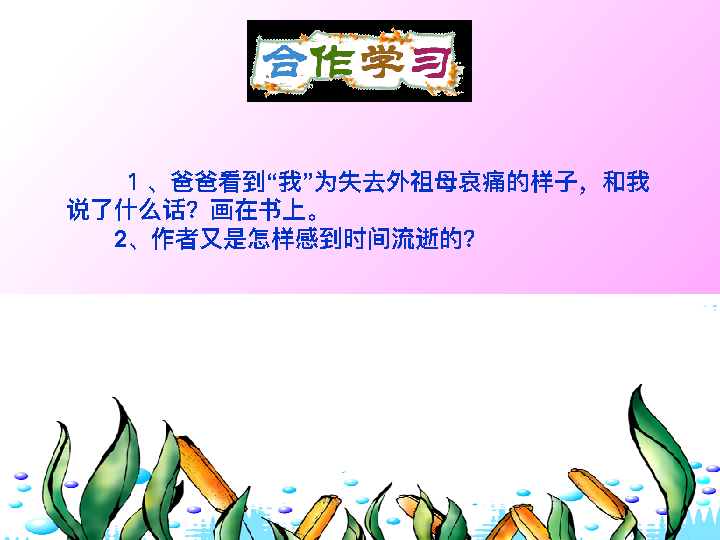 合作学习
1、爸爸看到“我”为失去外祖母哀痛的样子，和我
说了什么话？画在书上。
2、作者又是怎样感到时间流逝的？